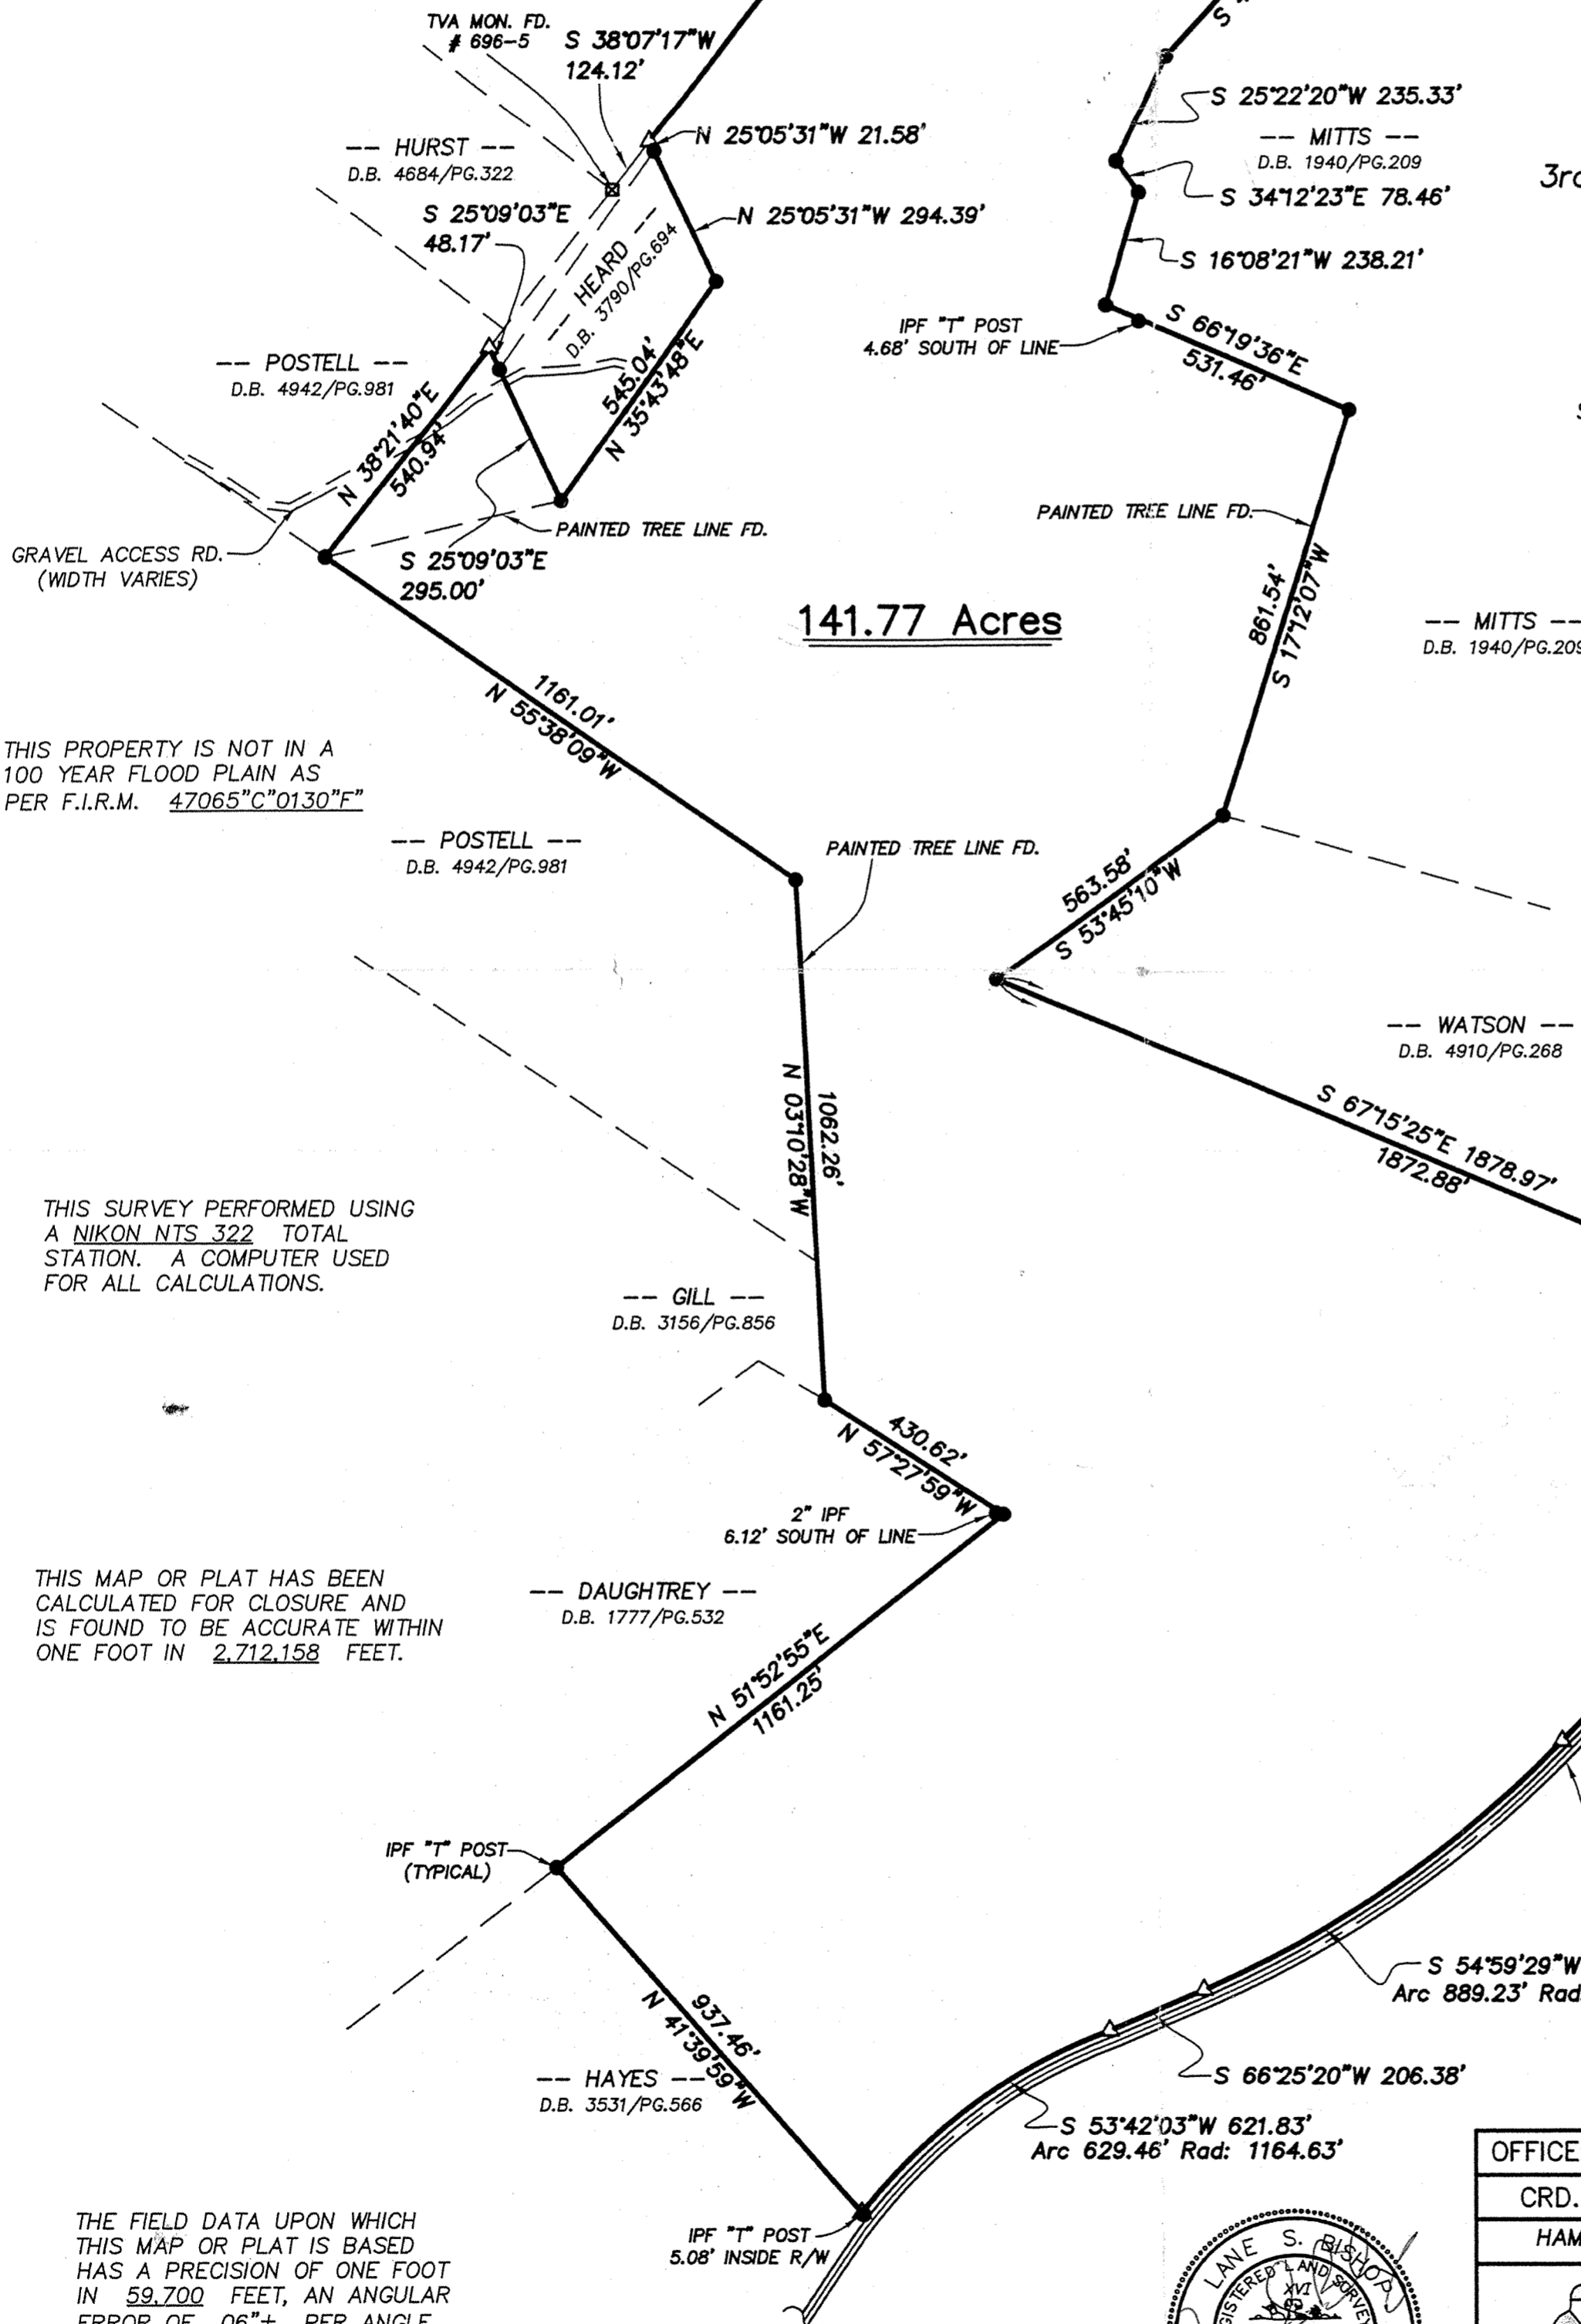 TVA MON. FD.
# 696-5
S 38°07'17"W
124.12'
S 25°22'20"W 235.33'
-- MITTS --
D.B. 1940/PG.209
3rd
N 25°05'31"W 21.58'
-- HURST --
D.B. 4684/PG.322
S 34°12'23"E 78.46'
S 25°09'03"E
48.17'
N 25°05'31"W 294.39'
-- HEARD --
D.B. 3790/PG.694
S 16°08'21"W 238.21'
IPF "T" POST
4.68' SOUTH OF LINE
S 66°19'36"E
531.46'
-- POSTELL --
D.B. 4942/PG.981
545.04'
N 35°43'48"E
N 38°21'40"E
540.94'
PAINTED TREE LINE FD.
PAINTED TREE LINE FD.
GRAVEL ACCESS RD.
(WIDTH VARIES)
S 25°09'03"E
295.00'
861.54'
S 17°12'07"W
141.77 Acres
-- MITTS --
D.B. 1940/PG.209
1161.01'
N 55°38'09"W
THIS PROPERTY IS NOT IN A
100 YEAR FLOOD PLAIN AS
PER F.I.R.M. 47065"C"0130"F"
-- POSTELL --
D.B. 4942/PG.981
PAINTED TREE LINE FD.
563.58'
S 53°45'10"W
-- WATSON --
D.B. 4910/PG.268
1062.26'
N 03°10'28"W
S 67°15'25"E 1878.97'
1872.88'
THIS SURVEY PERFORMED USING
A NIKON NTS 322 TOTAL
STATION. A COMPUTER USED
FOR ALL CALCULATIONS.
-- GILL --
D.B. 3156/PG.856
430.62'
N 57°27'59"W
2" IPF
6.12' SOUTH OF LINE
THIS MAP OR PLAT HAS BEEN
CALCULATED FOR CLOSURE AND
IS FOUND TO BE ACCURATE WITHIN
ONE FOOT IN 2,712,158 FEET.
-- DAUGHTREY --
D.B. 1777/PG.532
N 51°52'55"E
1161.25'
IPF "T" POST
(TYPICAL)
937.46'
N 41°39'59"W
S 54°59'29"W
Arc 889.23' Rad
-- HAYES --
D.B. 3531/PG.566
S 66°25'20"W 206.38'
S 53°42'03"W 621.83'
Arc 629.46' Rad: 1164.63'
OFFICE
CRD.
HAM
IPF "T" POST
5.08' INSIDE R/W
LANE S. BISHOP
REGISTERED LAND SURVEY
XVI
THE FIELD DATA UPON WHICH
THIS MAP OR PLAT IS BASED
HAS A PRECISION OF ONE FOOT
IN 59,700 FEET, AN ANGULAR
ERROR OF .06"± PER ANGLE